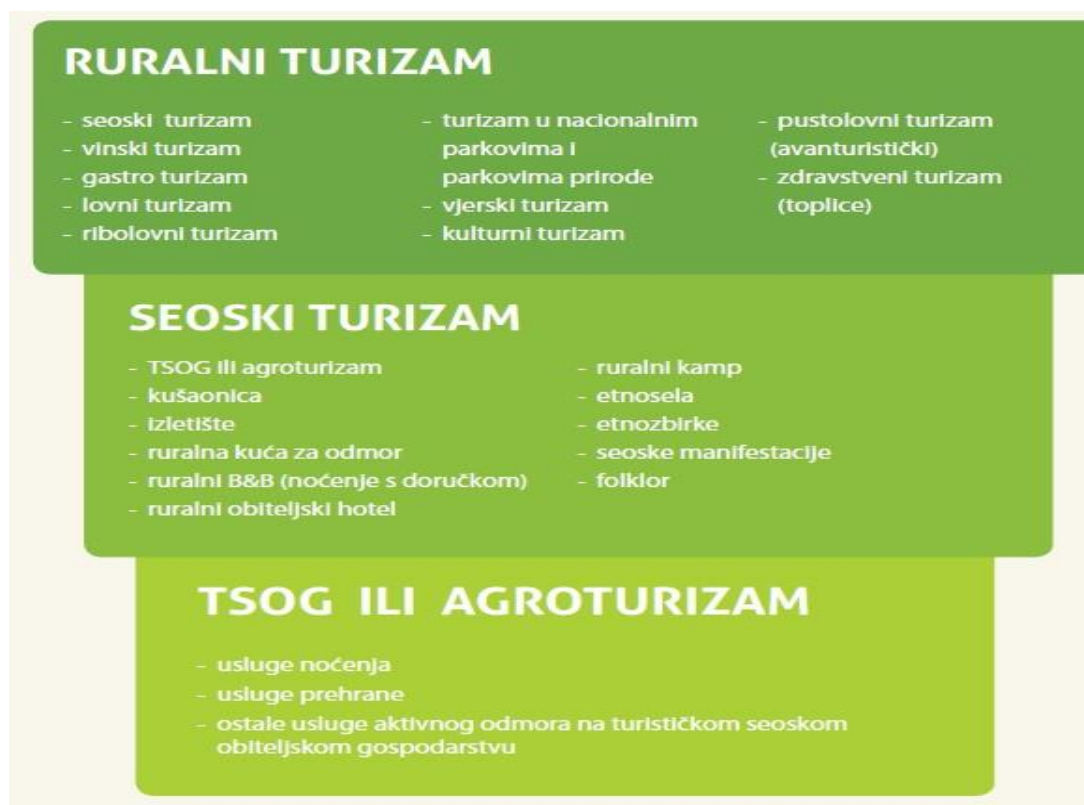 RURALNI TURIZAM
- seoski turizam
- vinski turizam
- gastro turizam
- lovni turizam
- ribolovni turizam
- turizam u nacionalnim
parkovima i
parkovima prirode
- vjerski turizam
- kulturni turizam
- pustolovni turizam
(avanturistički)
- zdravstveni turizam
(toplice)
SEOSKI TURIZAM
- TSOG ili agroturizam
- kušaonica
- izletište
- ruralna kuća za odmor
- ruralni B&B (noćenje s doručkom)
- ruralni obiteljski hotel
- ruralni kamp
- etnosela
- etnozbirke
- seoske manifestacije
- folklor
TSOG ILI AGROTURIZAM
- usluge noćenja
- usluge prehrane
- ostale usluge aktivnog odmora na turističkom seoskom
obiteljskom gospodarstvu